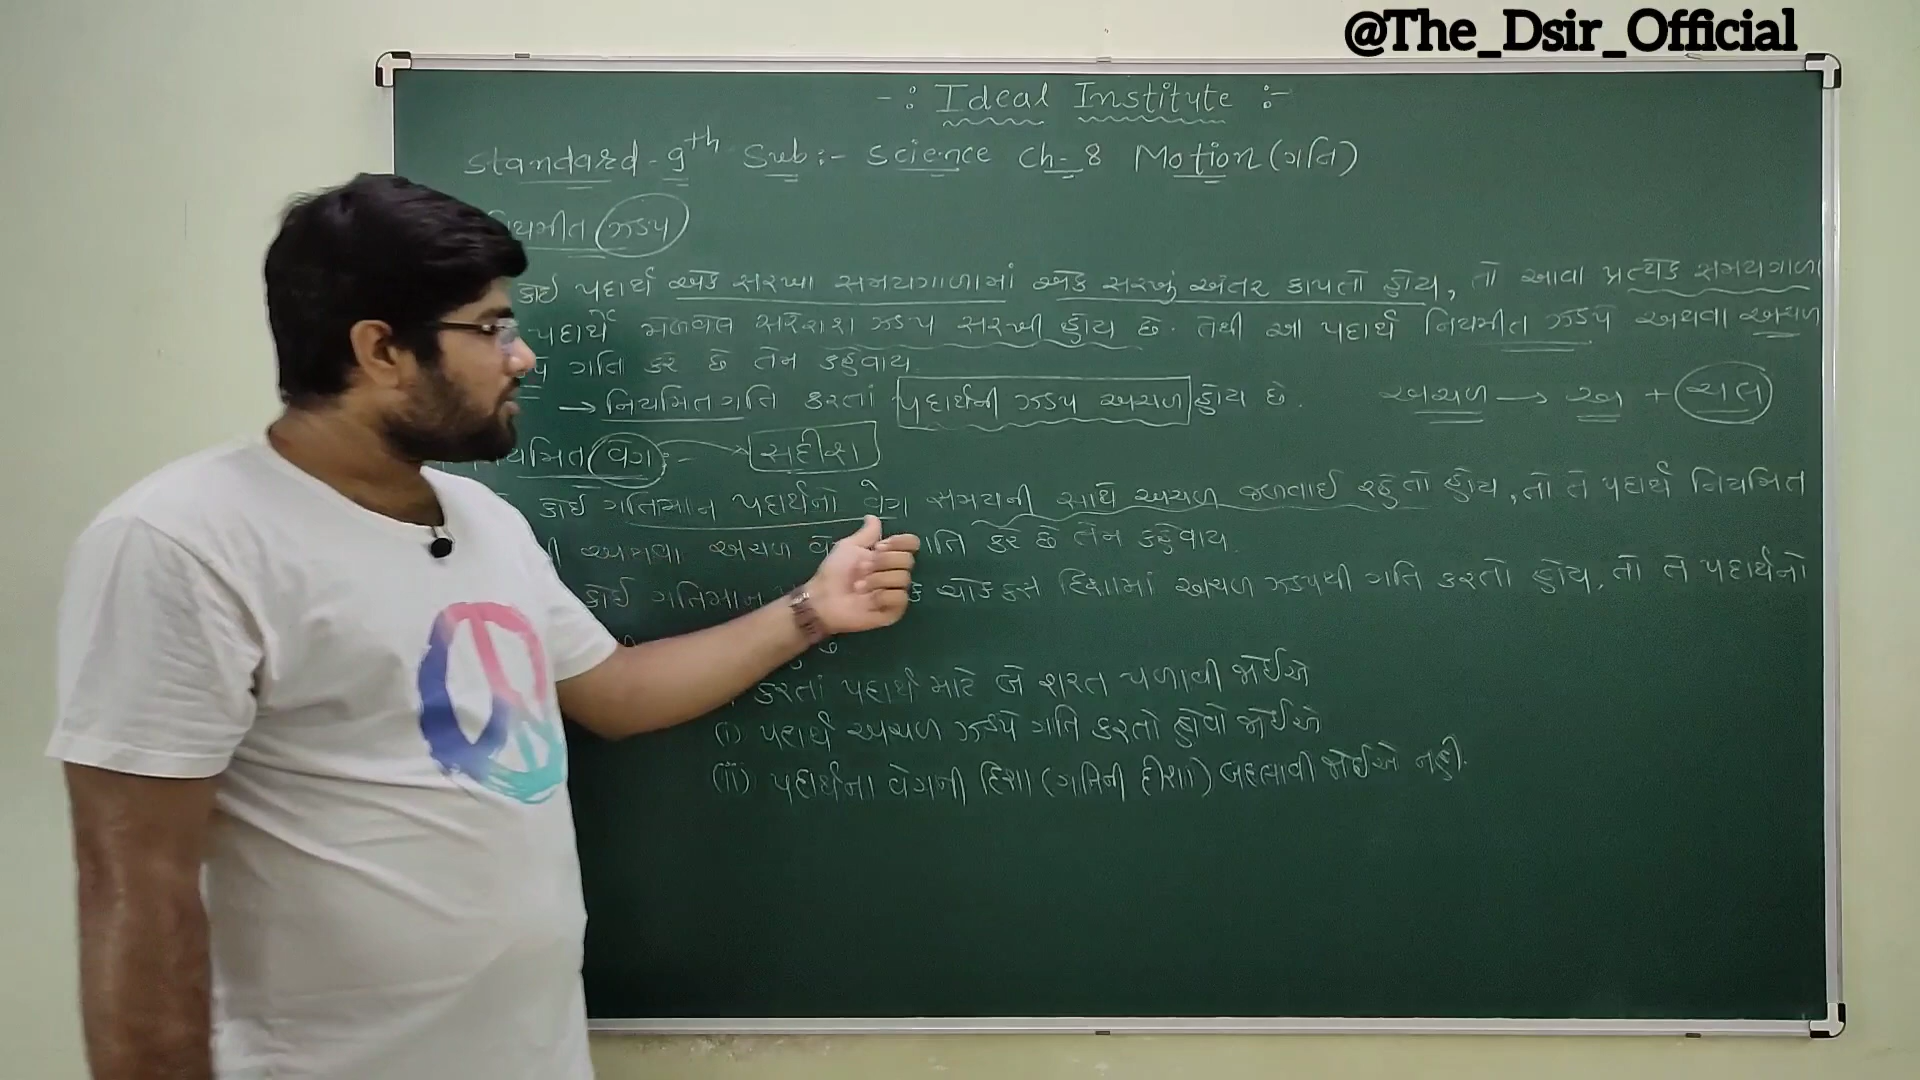 @The_Dsir_Official
-: Ideal Institute :-
Standard-9th Sub:- Science Ch-8 Motion (ગતિ)
યમીત ઝડપ
કોઈ પદાર્થ એક સરખા સમયગાળામાં એક સરખું અંતર કાપતો હોય, તો આવા પ્રત્યેક સમયગાળા
પદાર્થે મેળવેલ સરેરાશ ઝડપ સરખી હોય છે. તેથી આ પદાર્થ નિયમીત ઝડપે અથવા અચળ
ગતિ કરે છે તેમ કહેવાય.
→ નિયમિત ગતિ કરતાં પદાર્થની ઝડપ અચળ હોય છે. અચળ → અ + ચલ
યમિત વેગ :- સદીશ
કોઈ ગતિમાન પદાર્થનો વેગ સમયની સાથે અચળ જળવાઈ રહેતો હોય, તો તે પદાર્થ નિયમિત
અથવા અચળ ગતિ કરે છે તેમ કહેવાય.
કોઈ ગતિમાન ચોક્કસ દિશામાં અચળ ઝડપથી ગતિ કરતો હોય, તો તે પદાર્થનો
કરતાં પદાર્થ માટે બે શરત પળાવી જોઈએ
(i) પદાર્થ અચળ ઝડપે ગતિ કરતો હોવો જોઈએ
(ii) પદાર્થના વેગની દિશા (ગતિની દીશા) બદલાવી જોઈએ નહી.